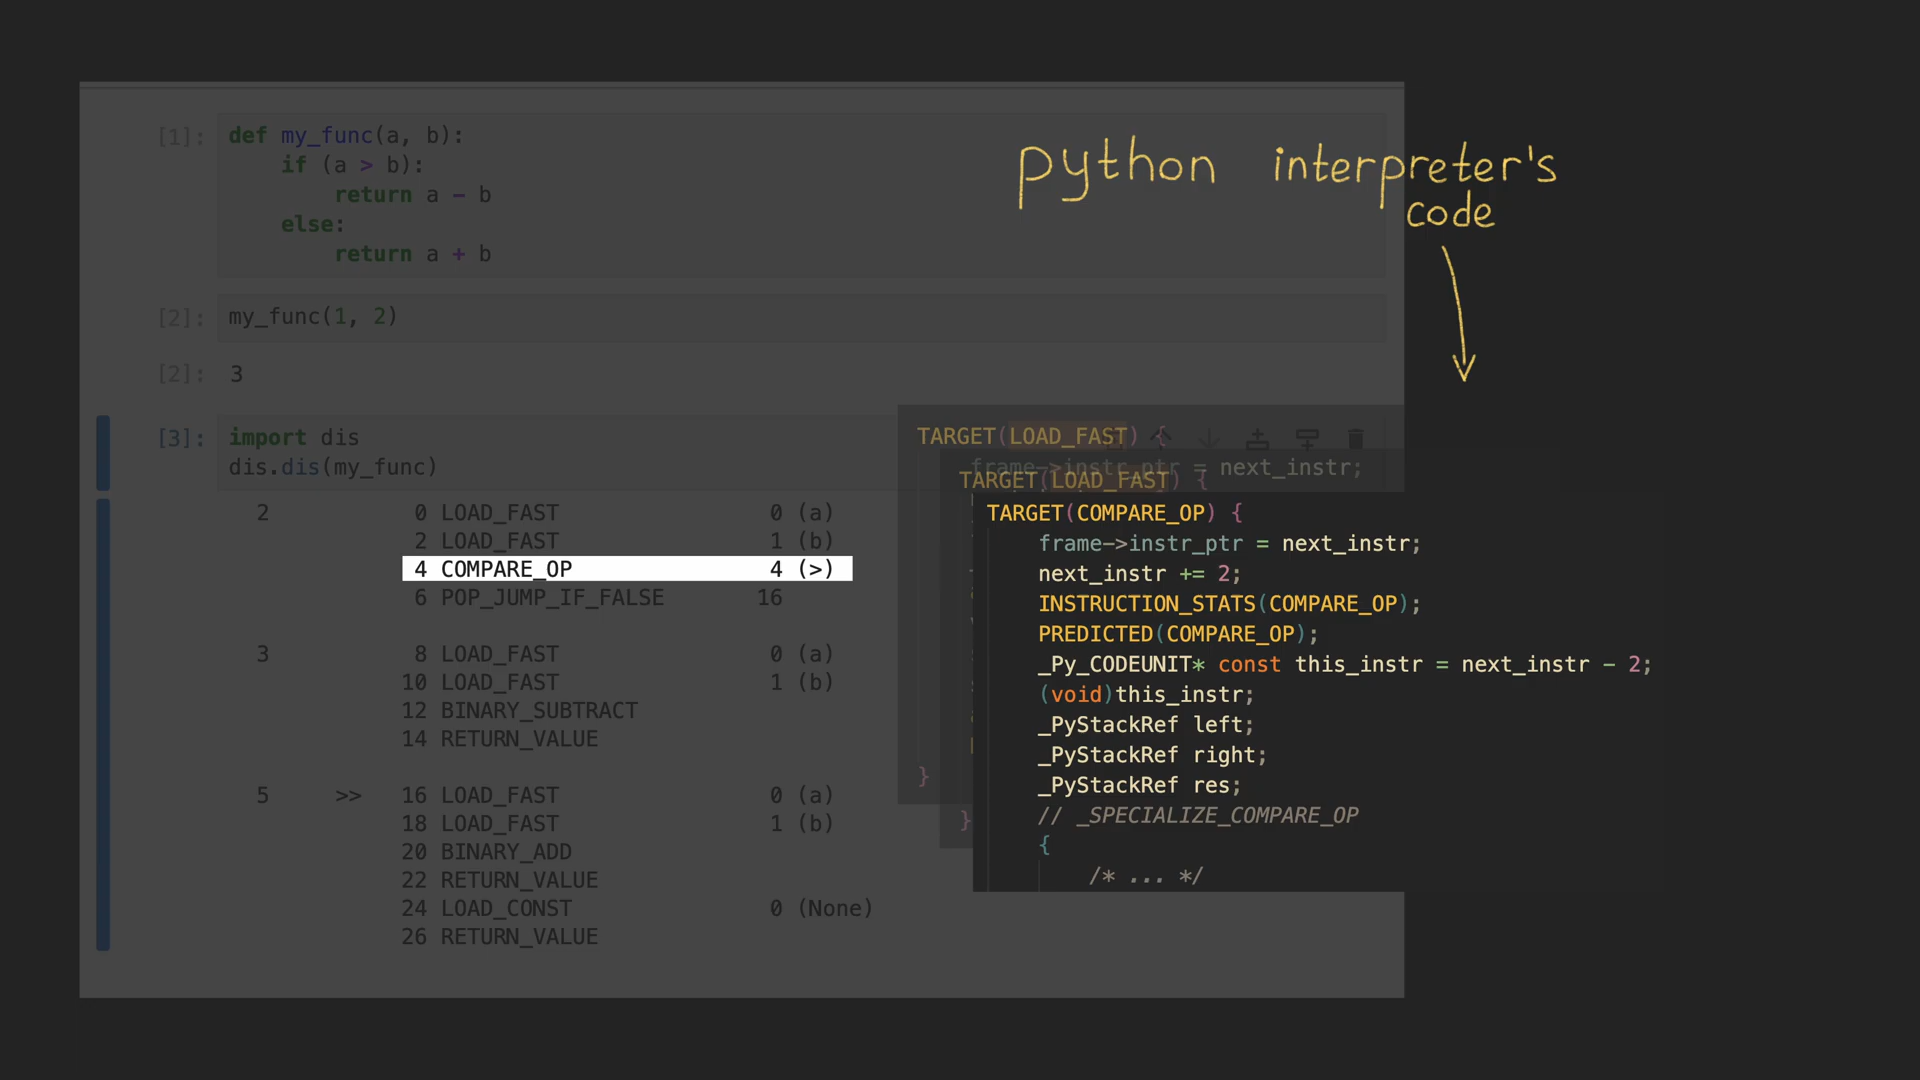 [1]: def my_func(a, b):
if (a > b):
return a - b
else:
return a + b
python interpreter's
code
[2]: my_func(1, 2)
[2]: 3
[3]: import dis
dis.dis(my_func)
2 0 LOAD_FAST 0 (a)
2 LOAD_FAST 1 (b)
4 COMPARE_OP 4 (>)
6 POP_JUMP_IF_FALSE 16
3 8 LOAD_FAST 0 (a)
10 LOAD_FAST 1 (b)
12 BINARY_SUBTRACT
14 RETURN_VALUE
5 >> 16 LOAD_FAST 0 (a)
18 LOAD_FAST 1 (b)
20 BINARY_ADD
22 RETURN_VALUE
24 LOAD_CONST 0 (None)
26 RETURN_VALUE
TARGET(LOAD_FAST) {
frame->instr_ptr = next_instr;
}
TARGET(LOAD_FAST) {
}
TARGET(COMPARE_OP) {
frame->instr_ptr = next_instr;
next_instr += 2;
INSTRUCTION_STATS(COMPARE_OP);
PREDICTED(COMPARE_OP);
_Py_CODEUNIT* const this_instr = next_instr - 2;
(void)this_instr;
_PyStackRef left;
_PyStackRef right;
_PyStackRef res;
// _SPECIALIZE_COMPARE_OP
{
/* ... */